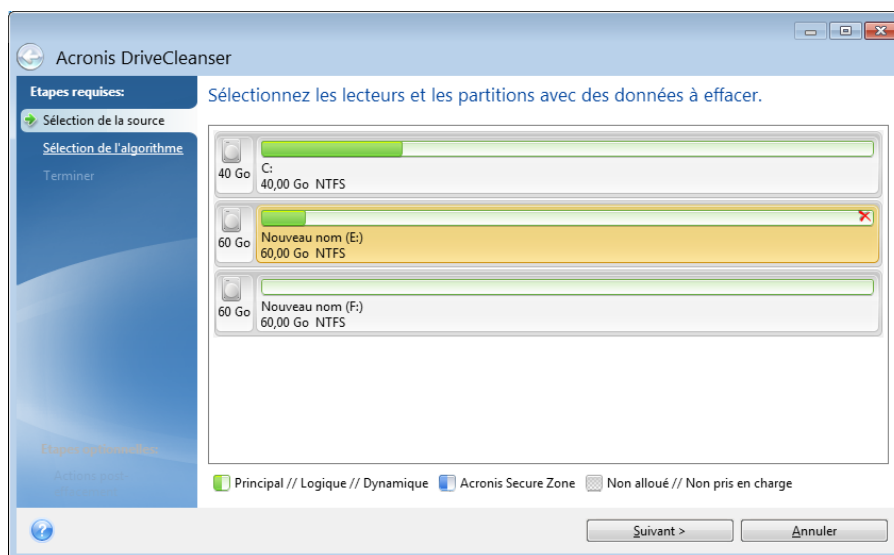 Acronis DriveCleanser
Etapes requises:
Sélection de la source
Sélection de l'algorithme
Terminer
Sélectionnez les lecteurs et les partitions avec des données à effacer.
40 Go
C:
40,00 Go NTFS
60 Go
Nouveau nom (E:)
60,00 Go NTFS
60 Go
Nouveau nom (F:)
60,00 Go NTFS
Principal // Logique // Dynamique Acronis Secure Zone Non alloué // Non pris en charge
Actions post-
Suivant > Annuler